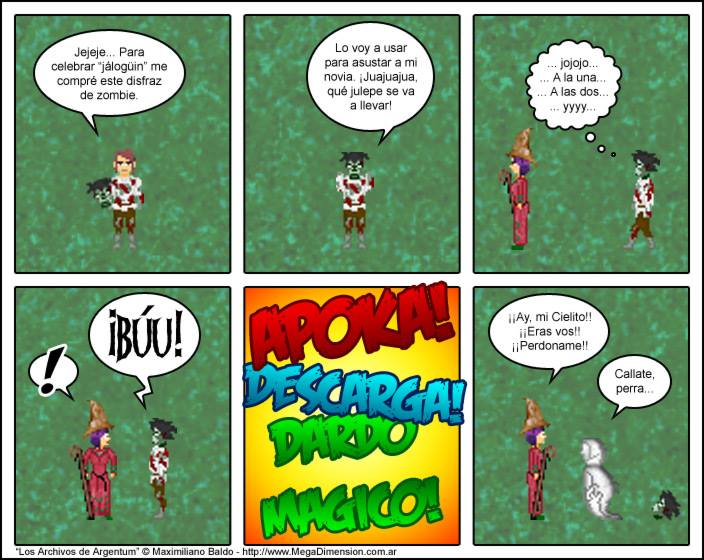 Jejeje... Para
celebrar “jálogüin” me
compré este disfraz
de zombie.
Lo voy a usar
para asustar a mi
novia. ¡Juajuajua,
qué julepe se va
a llevar!
... jojojo...
... A la una...
... A las dos...
... yyyy...
!
¡BÚU!
APOKA!!
DESCARGA!
DARDO
MAGICO!
¡¡Ay, mi Cielito!!
¡¡Eras vos!!
¡¡Perdoname!!
Callate,
perra...
“Los Archivos de Argentum” © Maximiliano Baldo - http://www.MegaDimension.com.ar